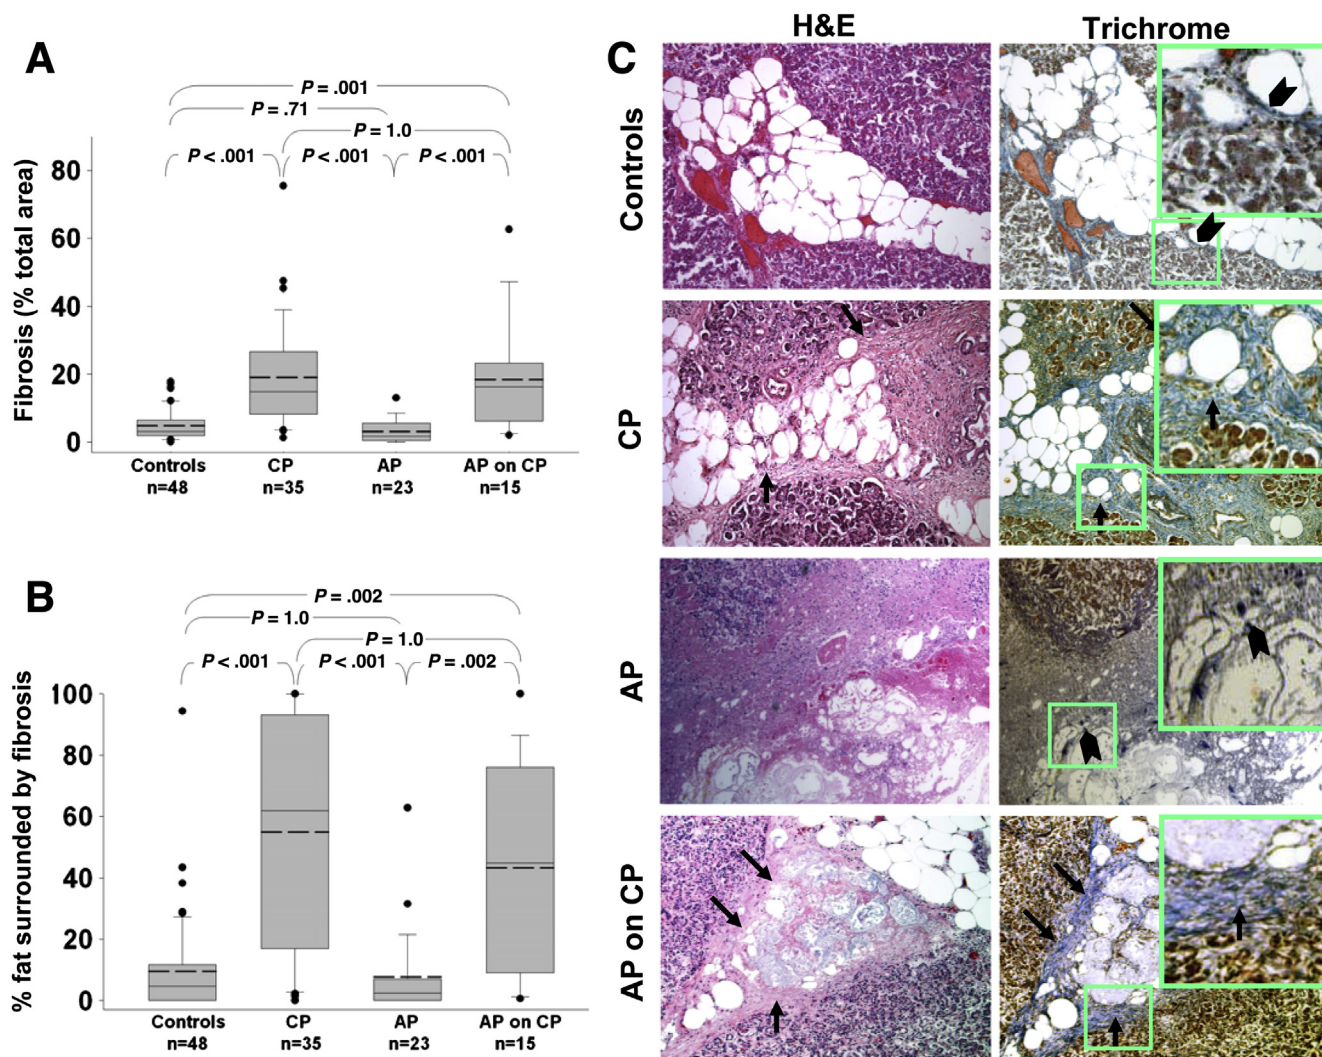 A
P = .001
P = .71
P = 1.0
P < .001 P < .001 P < .001
Fibrosis (% total area)
80
60
40
20
0
Controls CP AP AP on CP
n=48 n=35 n=23 n=15
B
P = .002
P = 1.0
P = 1.0
P < .001 P < .001 P = .002
% fat surrounded by fibrosis
100
80
60
40
20
0
Controls CP AP AP on CP
n=48 n=35 n=23 n=15
C
H&E Trichrome
Controls
CP
AP
AP on CP